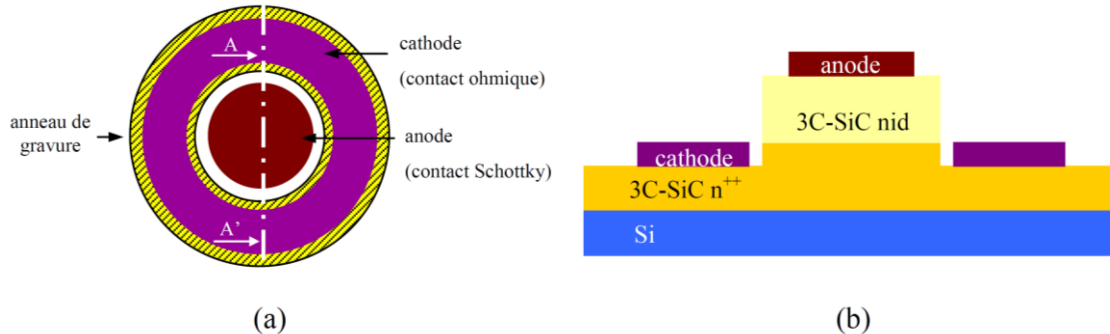 A
cathode
(contact ohmique)
anneau de
gravure
anode
(contact Schottky)
A'
(a)
anode
3C-SiC nid
cathode
3C-SiC n++
Si
(b)